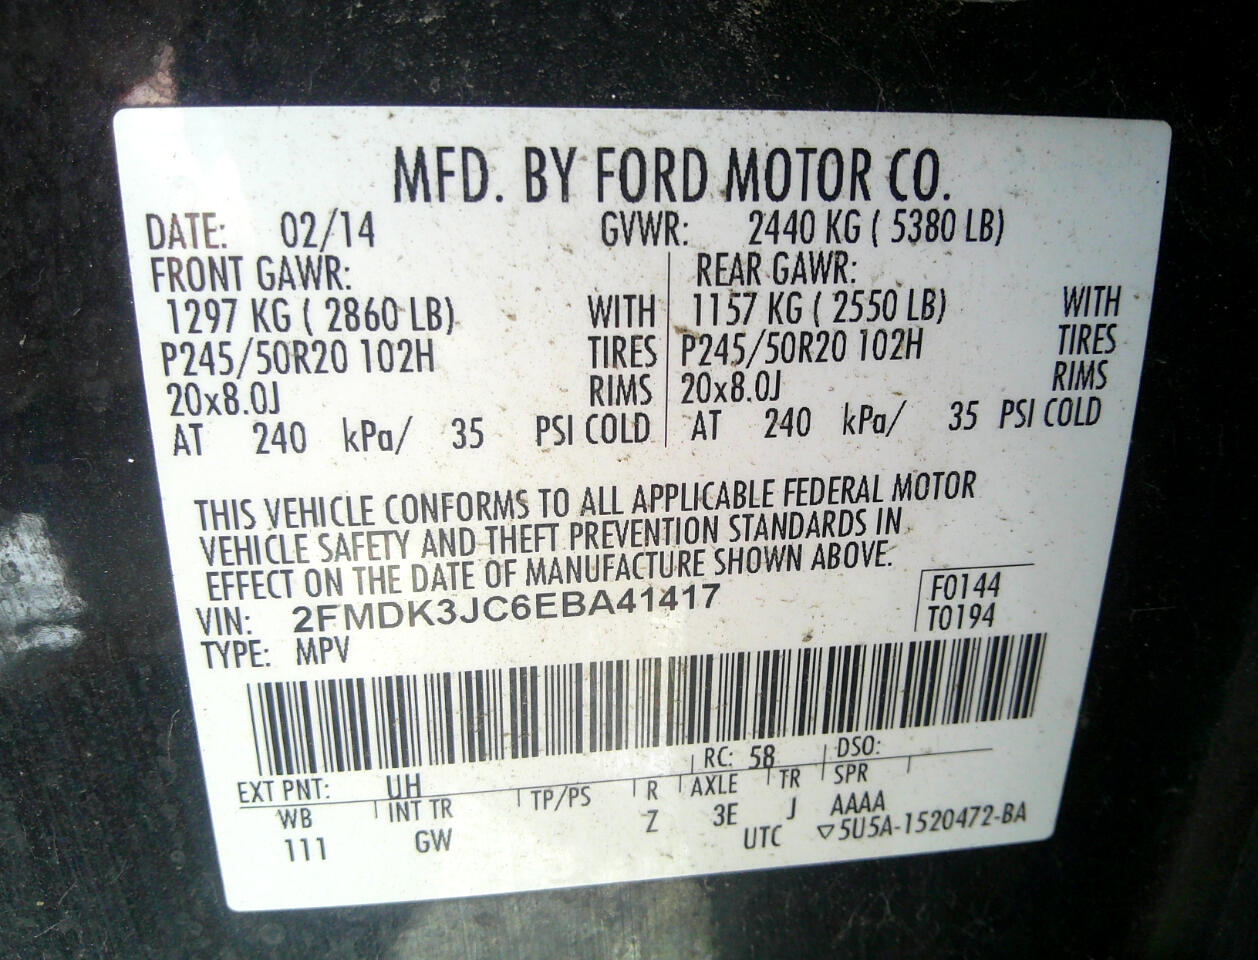 MFD. BY FORD MOTOR CO.
DATE: 02/14 GVWR: 2440 KG ( 5380 LB)
FRONT GAWR: REAR GAWR:
1297 KG ( 2860 LB) WITH 1157 KG ( 2550 LB) WITH
P245/50R20 102H TIRES P245/50R20 102H TIRES
20x8.0J RIMS 20x8.0J RIMS
AT 240 kPa/ 35 PSI COLD AT 240 kPa/ 35 PSI COLD
THIS VEHICLE CONFORMS TO ALL APPLICABLE FEDERAL MOTOR
VEHICLE SAFETY AND THEFT PREVENTION STANDARDS IN
EFFECT ON THE DATE OF MANUFACTURE SHOWN ABOVE.
VIN: 2FMDK3JC6EBA41417 F0144
TYPE: MPV T0194
EXT PNT: UH RC: 58 DSO:
WB INT TR TP/PS R AXLE TR SPR
111 GW Z 3E J AAAA
UTC ▽5U5A-1520472-BA